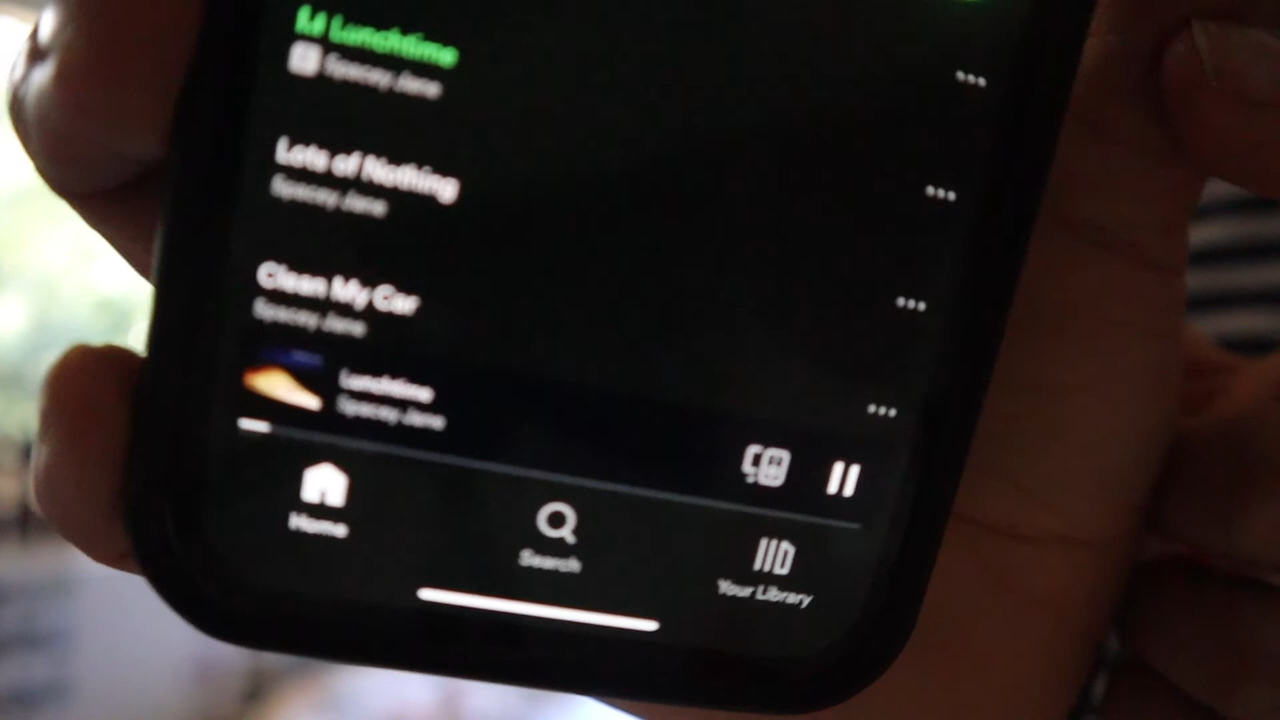 Lunchtime
E Spacey Jane
Lots of Nothing
Spacey Jane
Clean My Car
Spacey Jane
Lunchtime
Spacey Jane
Home
Search
Your Library